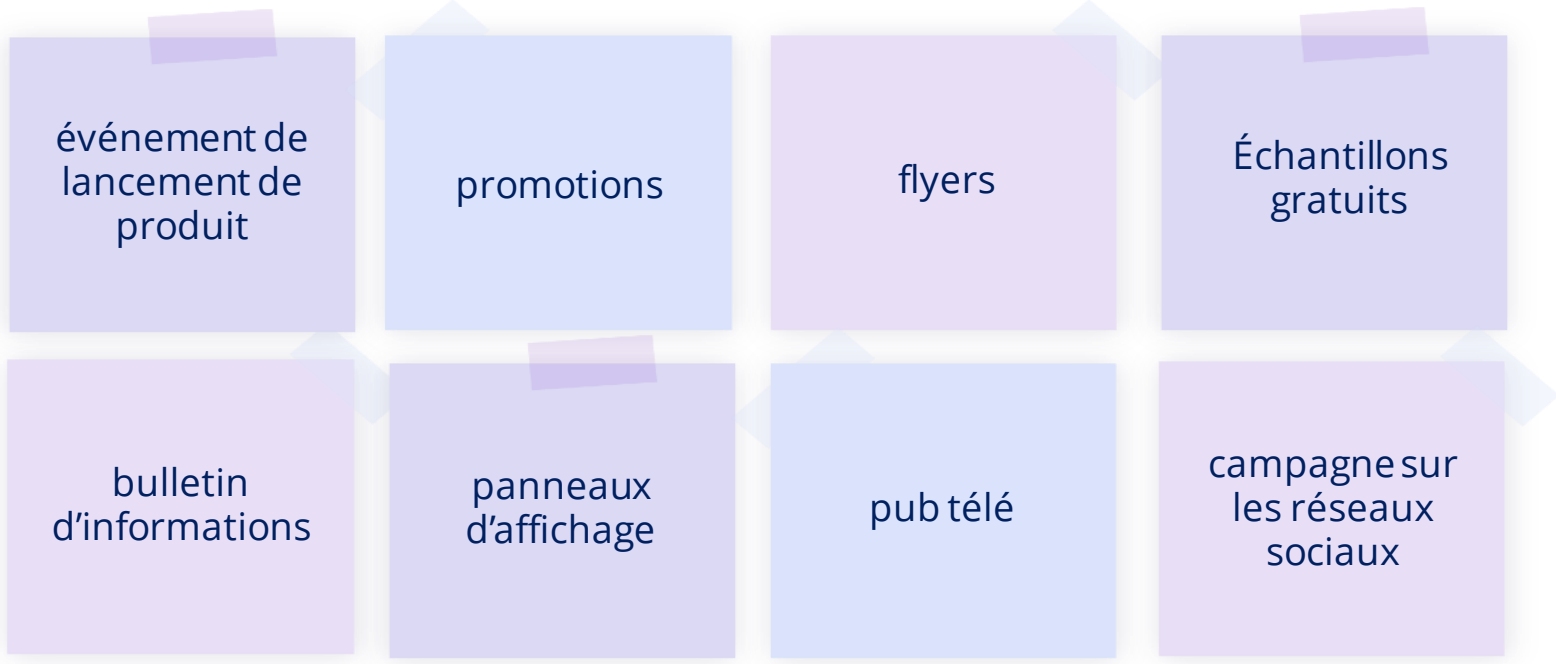 événement de
lancement de
produit
promotions
flyers
Échantillons
gratuits
bulletin
d’informations
panneaux
d’affichage
pub télé
campagne sur
les réseaux
sociaux